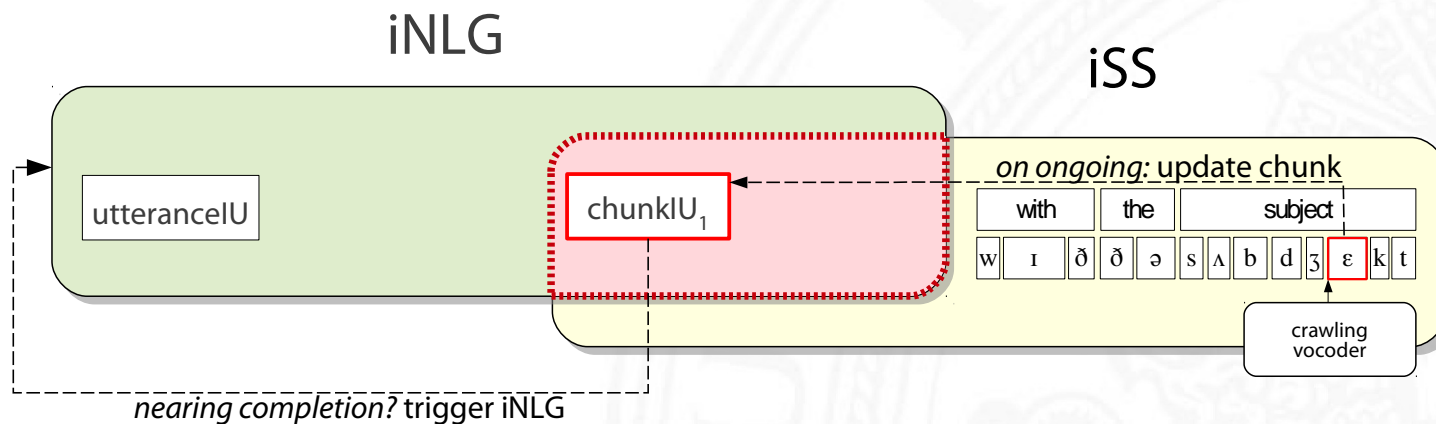 iNLG
iSS
on ongoing: update chunk
utteranceIU
chunkIU₁
with the subject
w ɪ ð ð ə s ʌ b d ʒ ɛ k t
crawling
vocoder
nearing completion? trigger iNLG